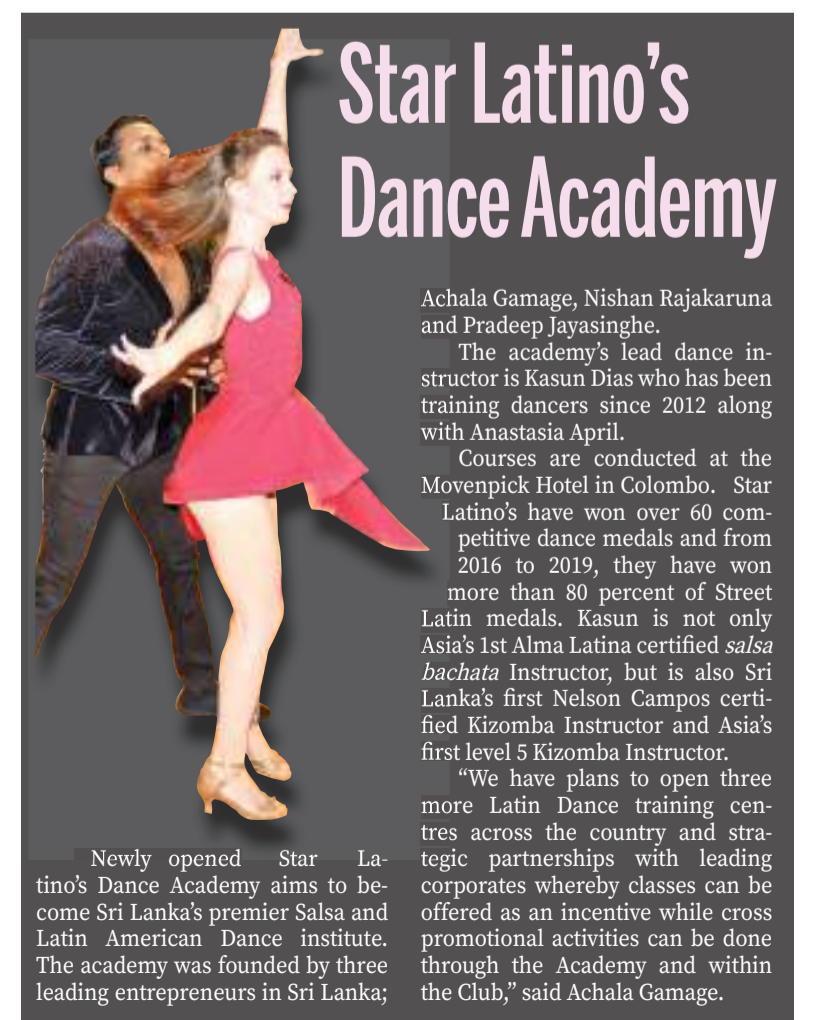 Star Latino’s
Dance Academy
Newly opened Star La-
tino’s Dance Academy aims to be-
come Sri Lanka’s premier Salsa and
Latin American Dance institute.
The academy was founded by three
leading entrepreneurs in Sri Lanka;
Achala Gamage, Nishan Rajakaruna
and Pradeep Jayasinghe.
The academy’s lead dance in-
structor is Kasun Dias who has been
training dancers since 2012 along
with Anastasia April.
Courses are conducted at the
Movenpick Hotel in Colombo. Star
Latino’s have won over 60 com-
petitive dance medals and from
2016 to 2019, they have won
more than 80 percent of Street
Latin medals. Kasun is not only
Asia’s 1st Alma Latina certified salsa
bachata Instructor, but is also Sri
Lanka’s first Nelson Campos certi-
fied Kizomba Instructor and Asia’s
first level 5 Kizomba Instructor.
“We have plans to open three
more Latin Dance training cen-
tres across the country and stra-
tegic partnerships with leading
corporates whereby classes can be
offered as an incentive while cross
promotional activities can be done
through the Academy and within
the Club,” said Achala Gamage.